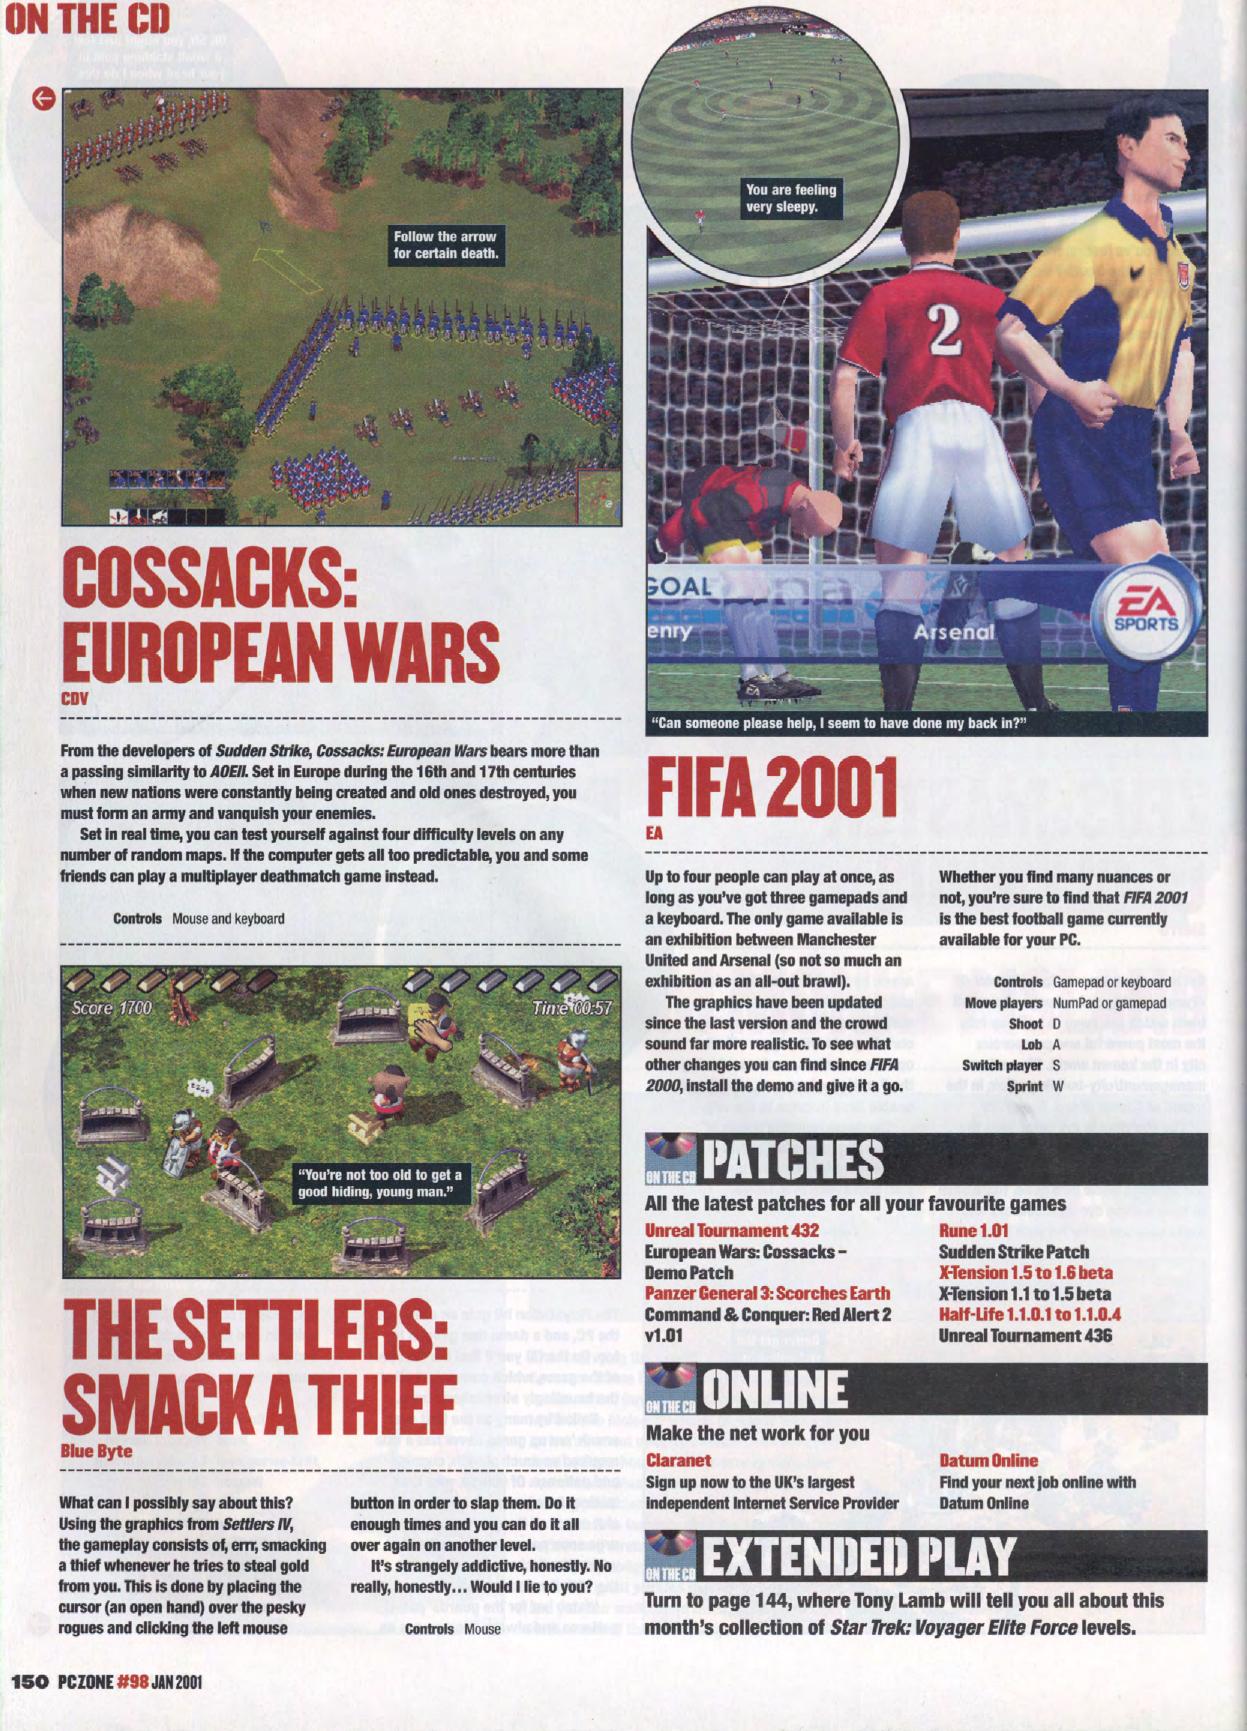 ON THE CD
Follow the arrow
for certain death.
COSSACKS:
EUROPEAN WARS
CDV
From the developers of Sudden Strike, Cossacks: European Wars bears more than
a passing similarity to AOEII. Set in Europe during the 16th and 17th centuries
when new nations were constantly being created and old ones destroyed, you
must form an army and vanquish your enemies.
Set in real time, you can test yourself against four difficulty levels on any
number of random maps. If the computer gets all too predictable, you and some
friends can play a multiplayer deathmatch game instead.
Controls Mouse and keyboard
Score 1700
Time 00:57
"You're not too old to get a
good hiding, young man."
THE SETTLERS:
SMACK A THIEF
Blue Byte
What can I possibly say about this?
Using the graphics from Settlers IV,
the gameplay consists of, errr, smacking
a thief whenever he tries to steal gold
from you. This is done by placing the
cursor (an open hand) over the pesky
rogues and clicking the left mouse
button in order to slap them. Do it
enough times and you can do it all
over again on another level.
It's strangely addictive, honestly. No
really, honestly... Would I lie to you?
Controls Mouse
You are feeling
very sleepy.
2
GOAL
enry
Arsenal
EA
SPORTS
"Can someone please help, I seem to have done my back in?"
FIFA 2001
EA
Up to four people can play at once, as
long as you've got three gamepads and
a keyboard. The only game available is
an exhibition between Manchester
United and Arsenal (so not so much an
exhibition as an all-out brawl).
The graphics have been updated
since the last version and the crowd
sound far more realistic. To see what
other changes you can find since FIFA
2000, install the demo and give it a go.
Whether you find many nuances or
not, you're sure to find that FIFA 2001
is the best football game currently
available for your PC.
Controls Gamepad or keyboard
Move players NumPad or gamepad
Shoot D
Lob A
Switch player S
Sprint W
ON THE CD PATCHES
All the latest patches for all your favourite games
Unreal Tournament 432
European Wars: Cossacks –
Demo Patch
Panzer General 3: Scorches Earth
Command & Conquer: Red Alert 2
v1.01
Rune 1.01
Sudden Strike Patch
X-Tension 1.5 to 1.6 beta
X-Tension 1.1 to 1.5 beta
Half-Life 1.1.0.1 to 1.1.0.4
Unreal Tournament 436
ON THE CD ONLINE
Make the net work for you
Claranet
Sign up now to the UK's largest
independent Internet Service Provider
Datum Online
Find your next job online with
Datum Online
ON THE CD EXTENDED PLAY
Turn to page 144, where Tony Lamb will tell you all about this
month's collection of Star Trek: Voyager Elite Force levels.
150 PCZONE #98 JAN 2001